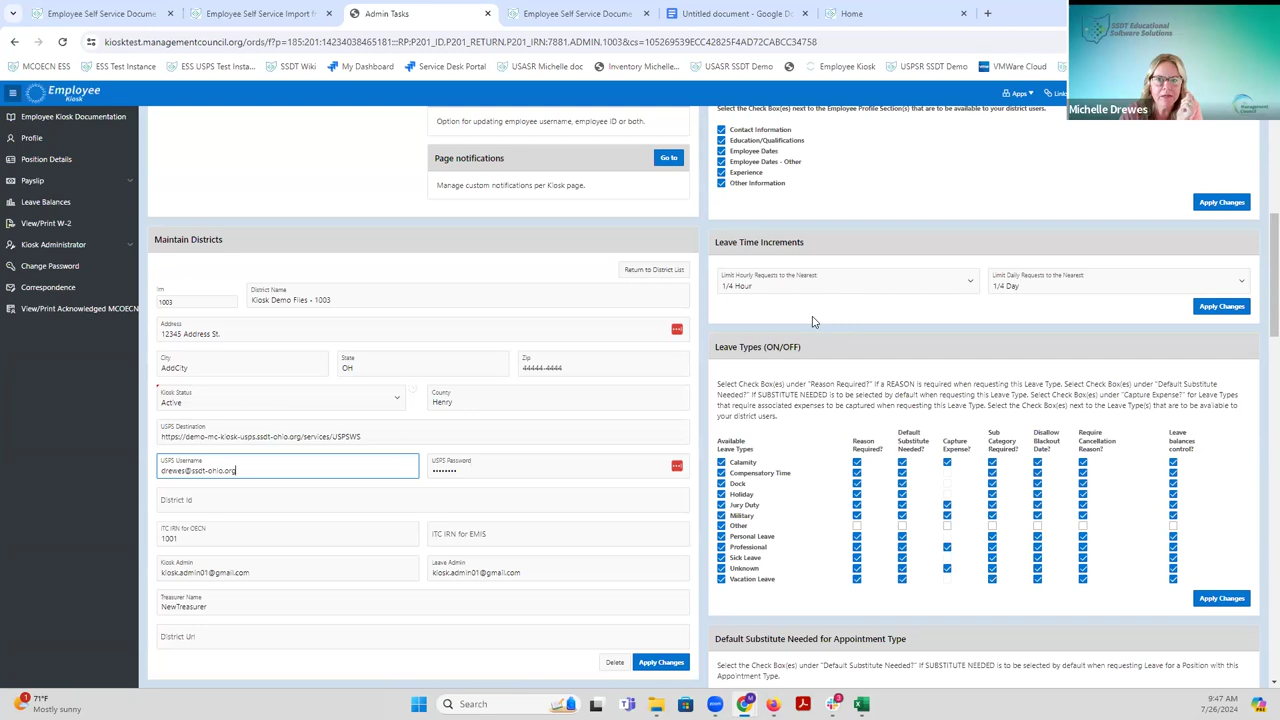 Employee Self Service Document
Employee Self Service Import f
Admin Tasks
Employee Self Service Docume
Untitled document - Google D
Home
kiosktest.management​council.org/ords/f?p=
MCOECN ESS
ESS Test Instance
ESS USPS Test Insta...
SSDT Wiki
My Dashboard
Service Desk Portal
USASR Michelle doc
Inventory Michelle...
USASR SSDT Demo
Employee Kiosk
USPSR SSDT Demo
VMWare Cloud
SSDT Educational
Software Solutions
Michelle Drewes
Employee
Kiosk
Apps
Employee Kiosk Documentation
Profile
Position Details
Payslip
Leave Balances
View/Print W-2
Kiosk Administrator
Change Password
Correspondence
View/Print Acknowledged MCOECN
Option for updating employee username, employee ID or both.
Page notifications
Go to
Manage custom notifications per Kiosk page.
Maintain Districts
Return to District List
Irn
1003
District Name
Kiosk Demo Files - 1003
Address
12345 Address St.
City
AddCity
State
OH
Zip
44444-4444
Kiosk Status
Active
County
Henry
USPS Destination
https://demo-mc-kiosk-usps.ssdt-ohio.org/services/USPSWS
USPS Username
drewes@ssdt-ohio.org
USPS Password
••••••••
District Id
ITC IRN for OECN
1001
ITC IRN for EMIS
Kiosk Admin
kiosk.admin01@gmail.com
Leave Admin
kiosk.admin01@gmail.com
Treasurer Name
NewTreasurer
District Url
Delete
Apply Changes
Select the Check Box(es) next to the Employee Profile Section(s) that are to be available to your district users.
Contact Information
Education/Qualifications
Employee Dates
Employee Dates - Other
Experience
Other Information
Apply Changes
Leave Time Increments
Limit Hourly Requests to the Nearest:
1/4 Hour
Limit Daily Requests to the Nearest:
1/4 Day
Apply Changes
Leave Types (ON/OFF)
Select Check Box(es) under "Reason Required?" if a REASON is required when requesting this Leave Type. Select Check Box(es) under "Default Substitute
Needed?" If SUBSTITUTE NEEDED is to be selected by default when requesting this Leave Type. Select Check Box(es) under "Capture Expense?" for Leave
Types that require associated expenses to be captured when requesting this Leave Type. Select the Check Box(es) next to the Leave Type(s) that are to be available to
your district users.
Available
Leave Types
Reason
Required?
Default
Substitute
Needed?
Capture
Expense?
Sub
Category
Required?
Disallow
Blackout
Date?
Require
Cancellation
Reason?
Leave
balances
control?
Calamity
Compensatory Time
Dock
Holiday
Jury Duty
Military
Other
Personal Leave
Professional
Sick Leave
Unknown
Vacation Leave
Apply Changes
Default Substitute Needed for Appointment Type
Select the Check Box(es) under "Default Substitute Needed?" If SUBSTITUTE NEEDED is to be selected by default when requesting Leave for a Position with this
Appointment Type.
1
71°F
Mostly sunny
Search
3
9:47 AM
7/26/2024